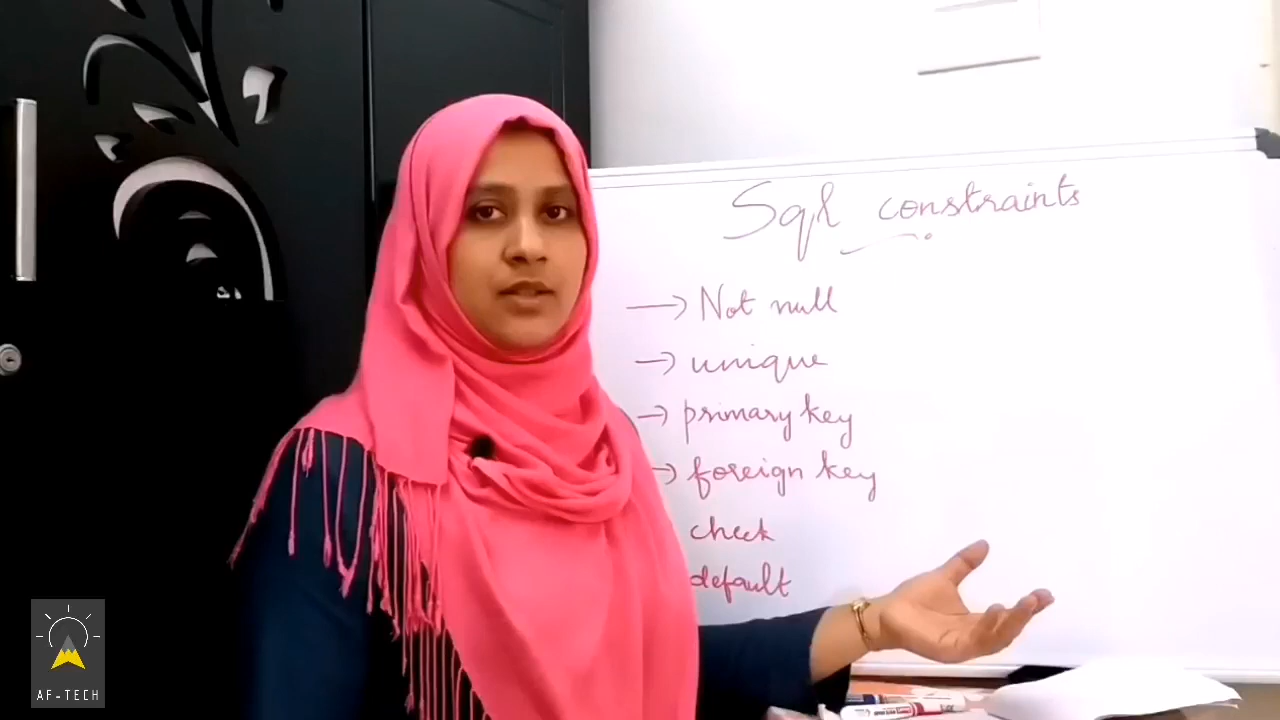 Sql constraints
→ Not null
→ unique
→ primary key
→ foreign key
check
default
AF-TECH